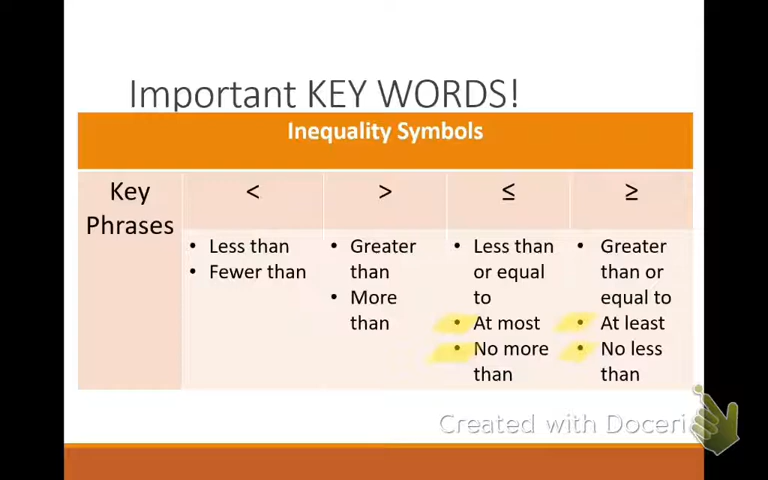 Important KEY WORDS!
Inequality Symbols
Key
Phrases
<
>
≤
≥
• Less than
• Fewer than
• Greater
than
• More
than
• Less than
or equal
to
• At most
• No more
than
• Greater
than or
equal to
• At least
• No less
than
Created with Doceri